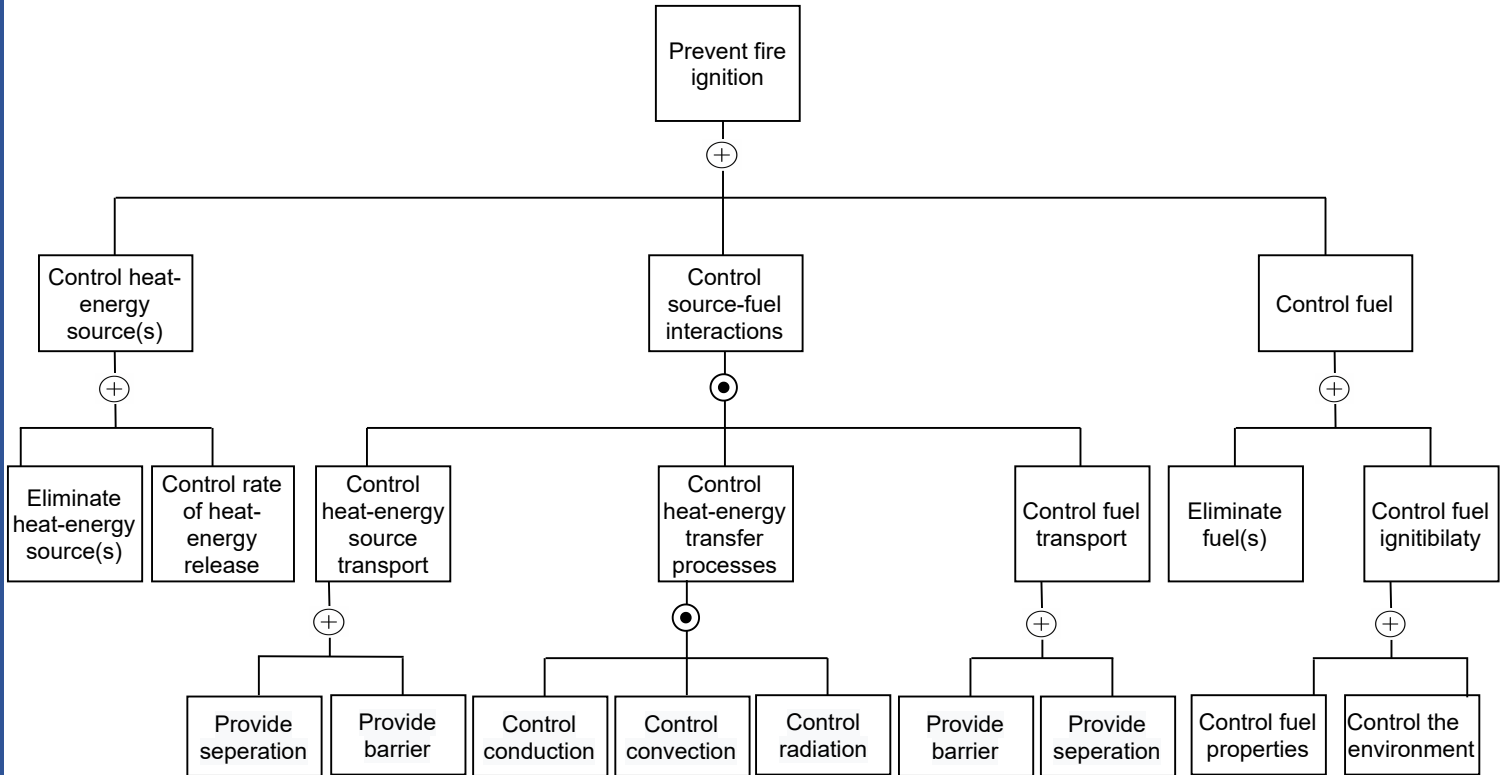 Prevent fire
ignition
Control heat-
energy
source(s)
Control
source-fuel
interactions
Control fuel
Eliminate
heat-energy
source(s)
Control rate
of heat-
energy
release
Control
heat-energy
source
transport
Control
heat-energy
transfer
processes
Control fuel
transport
Eliminate
fuel(s)
Control fuel
ignitibilaty
Provide
seperation
Provide
barrier
Control
conduction
Control
convection
Control
radiation
Provide
barrier
Provide
seperation
Control fuel
properties
Control the
environment